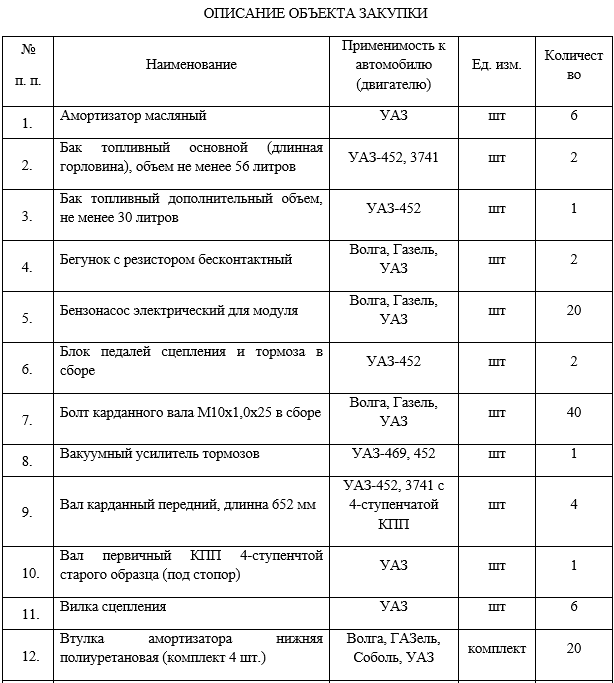 ОПИСАНИЕ ОБЪЕКТА ЗАКУПКИ
№
п. п.
Наименование
Применимость к
автомобилю
(двигателю)
Ед. изм.
Количест
во
1.
Амортизатор масляный
УАЗ
шт
6
2.
Бак топливный основной (длинная
горловина), объем не менее 56 литров
УАЗ-452, 3741
шт
2
3.
Бак топливный дополнительный объем,
не менее 30 литров
УАЗ-452
шт
1
4.
Бегунок с резистором бесконтактный
Волга, Газель,
УАЗ
шт
2
5.
Бензонасос электрический для модуля
Волга, Газель,
УАЗ
шт
20
6.
Блок педалей сцепления и тормоза в
сборе
УАЗ-452
шт
2
7.
Болт карданного вала М10х1,0х25 в сборе
Волга, Газель,
УАЗ
шт
40
8.
Вакуумный усилитель тормозов
УАЗ-469, 452
шт
1
9.
Вал карданный передний, длинна 652 мм
УАЗ-452, 3741 с
4-ступенчатой
КПП
шт
4
10.
Вал первичный КПП 4-ступенчтой
старого образца (под стопор)
УАЗ
шт
1
11.
Вилка сцепления
УАЗ
шт
6
12.
Втулка амортизатора нижняя
полиуретановая (комплект 4 шт.)
Волга, ГАЗель,
Соболь, УАЗ
комплект
20